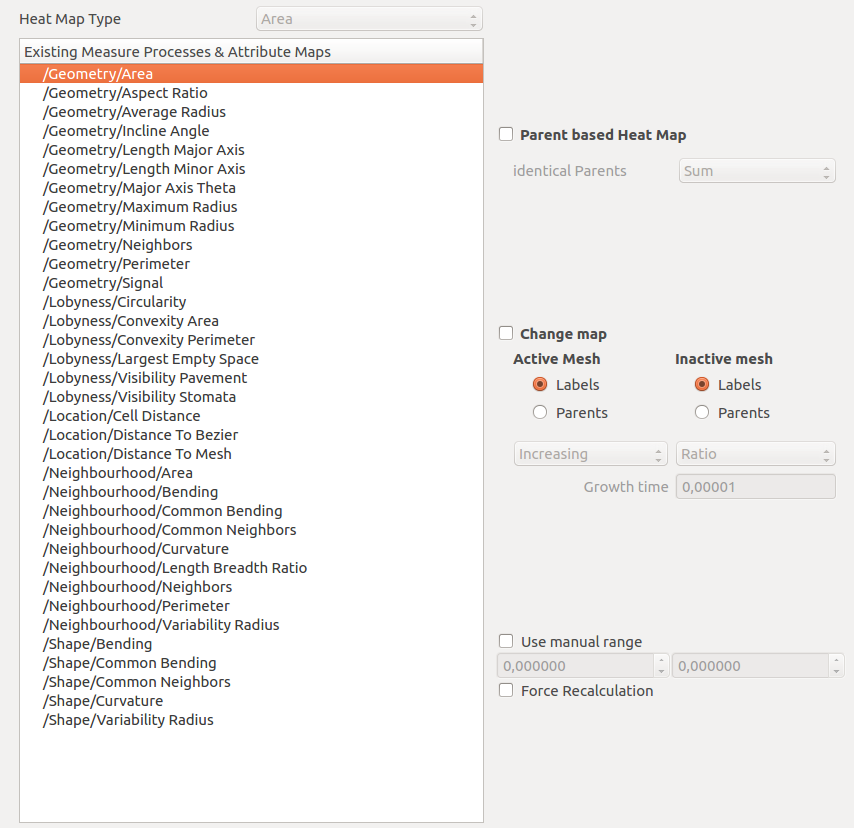 Heat Map Type Area
Existing Measure Processes & Attribute Maps
/Geometry/Area
/Geometry/Aspect Ratio
/Geometry/Average Radius
/Geometry/Incline Angle
/Geometry/Length Major Axis
/Geometry/Length Minor Axis
/Geometry/Major Axis Theta
/Geometry/Maximum Radius
/Geometry/Minimum Radius
/Geometry/Neighbors
/Geometry/Perimeter
/Geometry/Signal
/Lobyness/Circularity
/Lobyness/Convexity Area
/Lobyness/Convexity Perimeter
/Lobyness/Largest Empty Space
/Lobyness/Visibility Pavement
/Lobyness/Visibility Stomata
/Location/Cell Distance
/Location/Distance To Bezier
/Location/Distance To Mesh
/Neighbourhood/Area
/Neighbourhood/Bending
/Neighbourhood/Common Bending
/Neighbourhood/Common Neighbors
/Neighbourhood/Curvature
/Neighbourhood/Length Breadth Ratio
/Neighbourhood/Neighbors
/Neighbourhood/Perimeter
/Neighbourhood/Variability Radius
/Shape/Bending
/Shape/Common Bending
/Shape/Common Neighbors
/Shape/Curvature
/Shape/Variability Radius
Parent based Heat Map
identical Parents Sum
Change map
Active Mesh Inactive mesh
Labels Labels
Parents Parents
Increasing Ratio
Growth time 0,00001
Use manual range
0,000000 0,000000
Force Recalculation